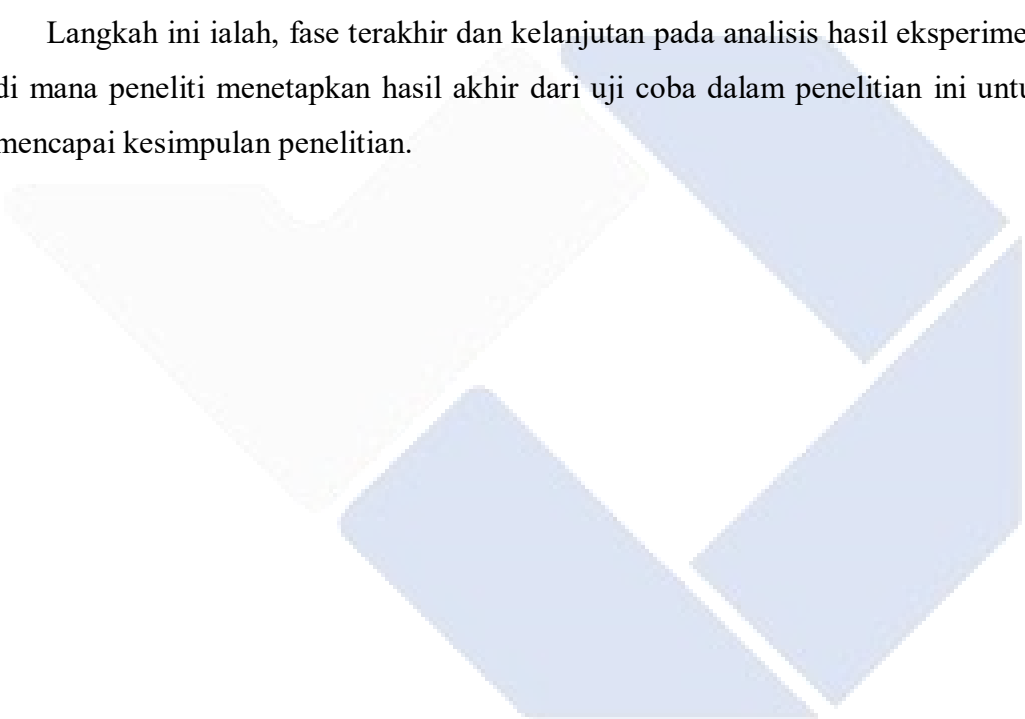 Langkah ini ialah, fase terakhir dan kelanjutan pada analisis hasil eksperime
di mana peneliti menetapkan hasil akhir dari uji coba dalam penelitian ini untu
mencapai kesimpulan penelitian.